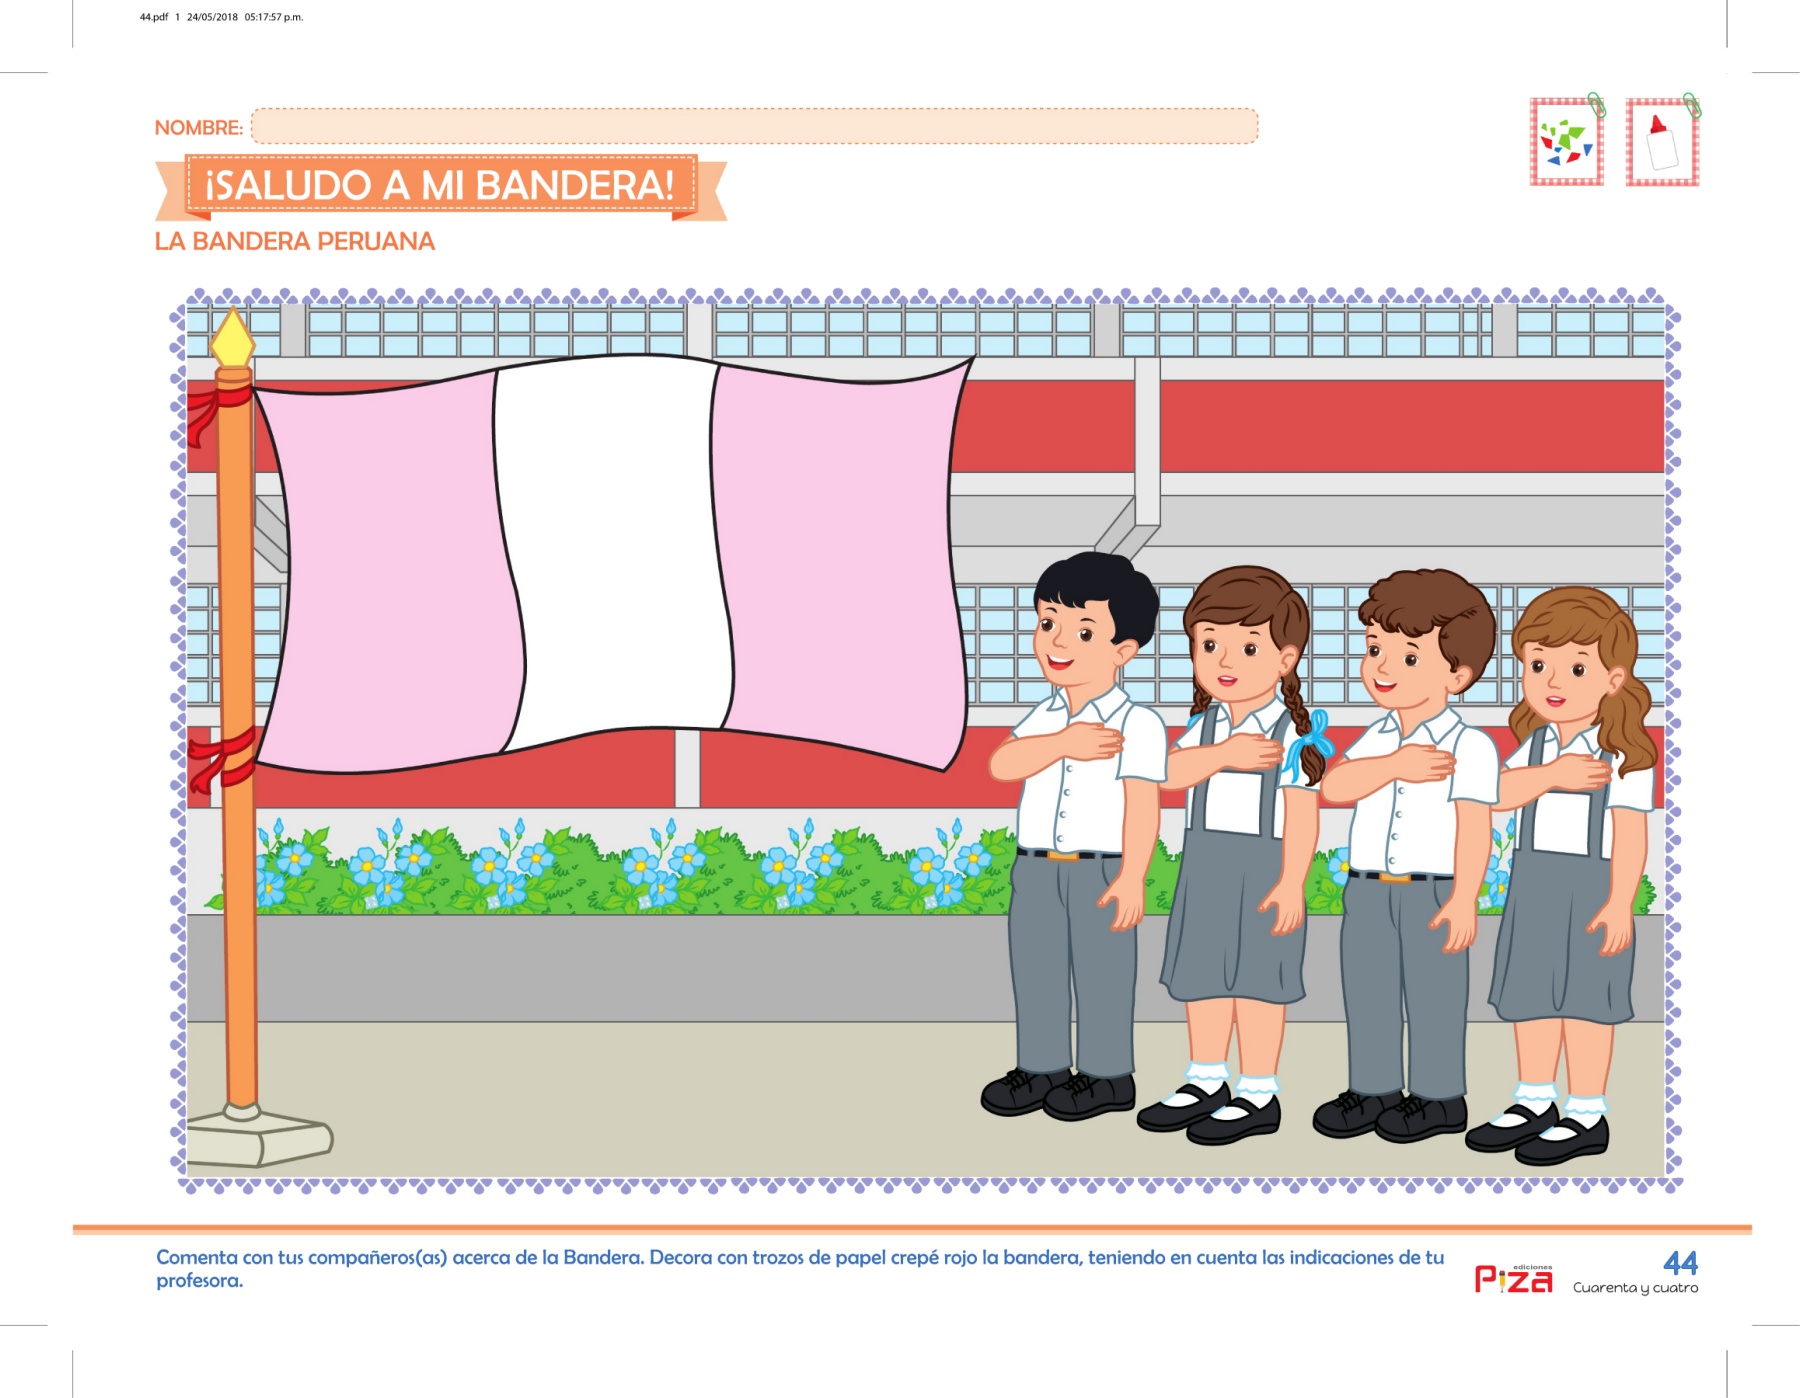 44.pdf 1 24/05/2018 05:17:57 p.m.
NOMBRE:
¡SALUDO A MI BANDERA!
LA BANDERA PERUANA
Comenta con tus compañeros(as) acerca de la Bandera. Decora con trozos de papel crepé rojo la bandera, teniendo en cuenta las indicaciones de tu
profesora.
ediciones
Piza
44
Cuarenta y cuatro